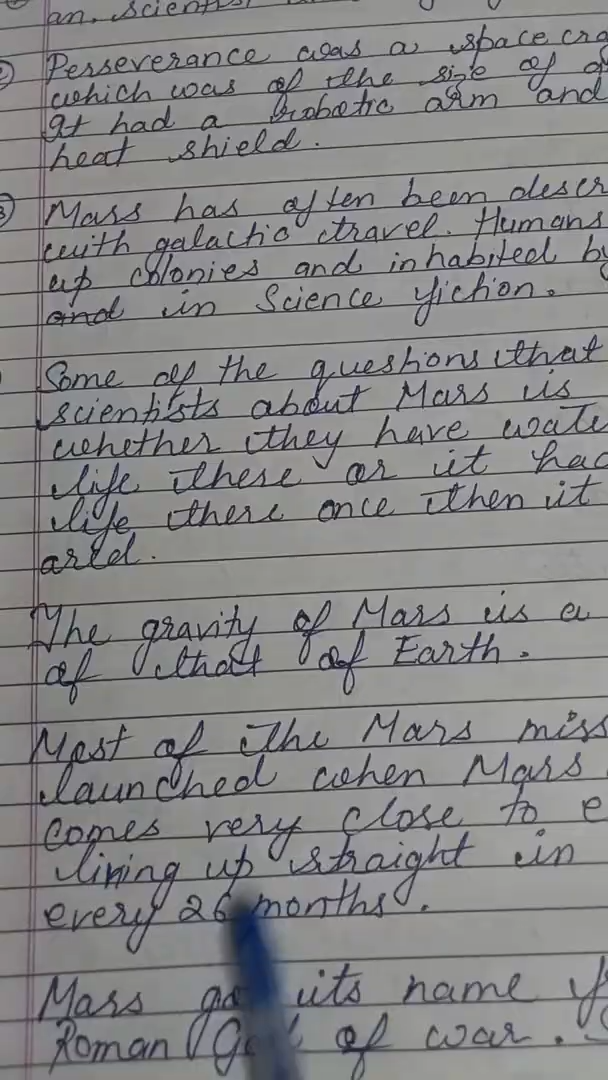 an. scientist
Perseverance was a space cra
which was of the size of a
It had a robotic arm and
heat shield.
Mars has often been descr
with galactic travel. Humans
up colonies and inhabited by
and in Science fiction.
Some of the questions that
scientists about Mars is
whether they have wate
life there or it had
life there once then it
arid.
The gravity of Mars is a
of that of Earth.
Most of the Mars miss
launched when Mars
comes very close to e
lining up straight in
every 26 months.
Mars got its name f
Roman God of war.